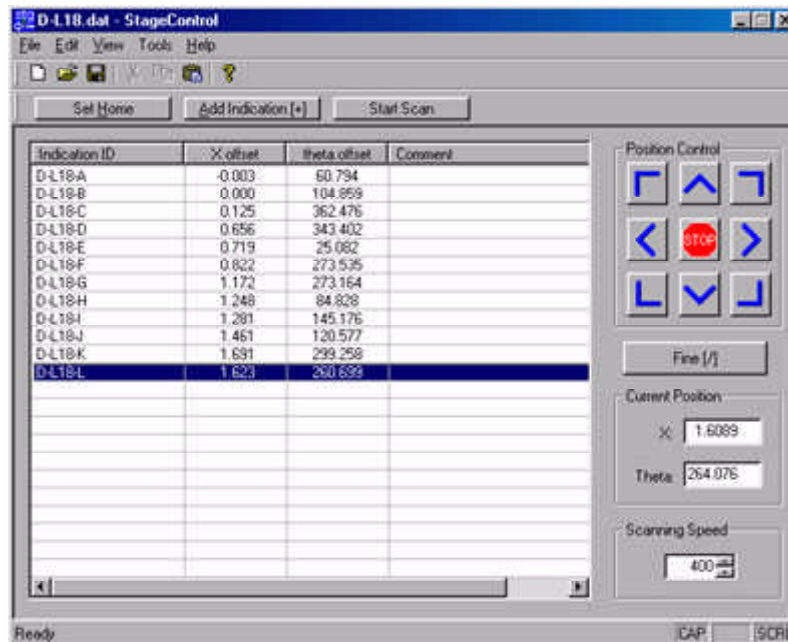 D-L18.dat - StageControl
File Edit View Tools Help
Set Home Add Indication [+] Start Scan
Indication ID X offset theta offset Comment
D-L18-A -0.003 60.794
D-L18-B 0.000 104.859
D-L18-C 0.125 362.476
D-L18-D 0.656 343.402
D-L18-E 0.719 25.082
D-L18-F 0.822 273.535
D-L18-G 1.172 273.164
D-L18-H 1.248 84.828
D-L18-I 1.281 145.176
D-L18-J 1.461 120.577
D-L18-K 1.691 299.258
D-L18-L 1.623 260.699
Position Control
STOP
Fine [/]
Current Position
X: 1.6089
Theta: 264.076
Scanning Speed
400
Ready CAP SCRL